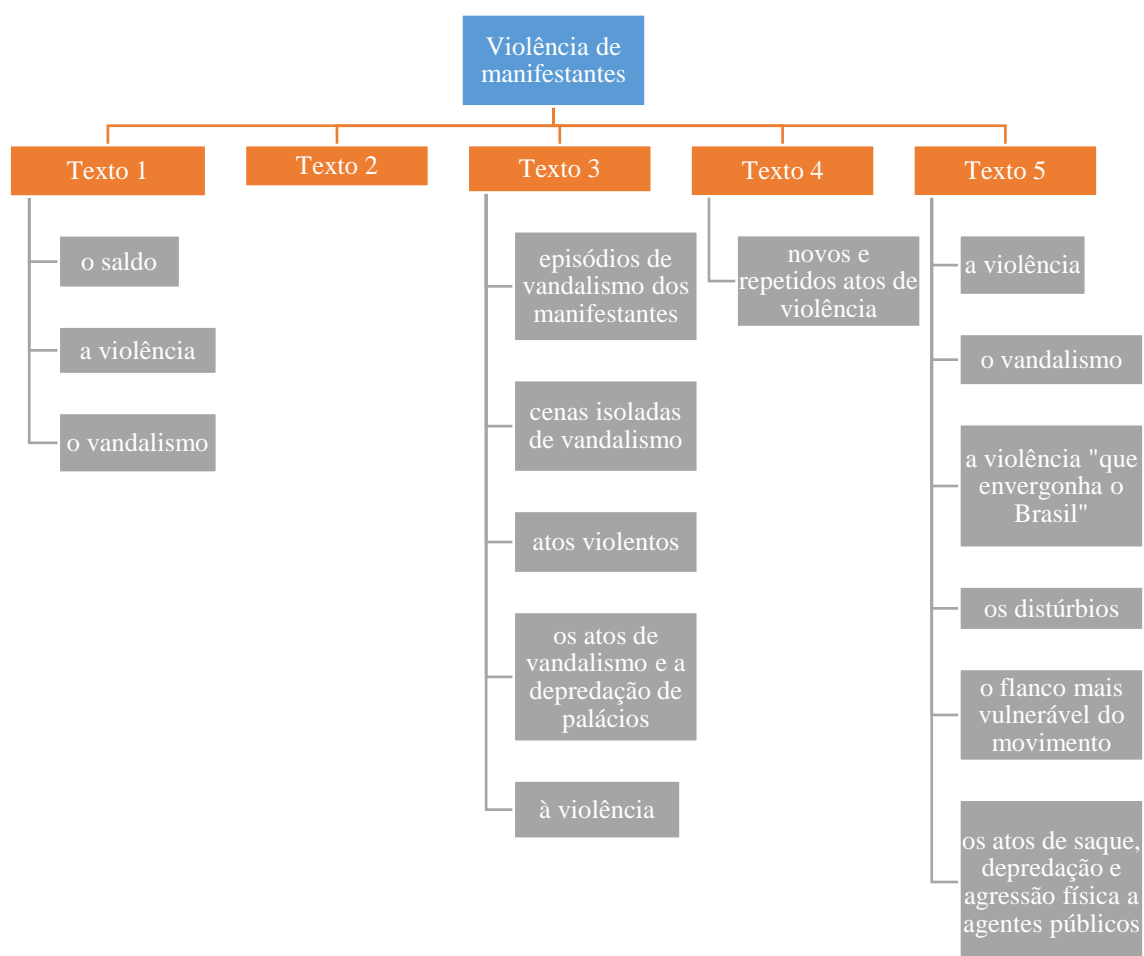 Violência de
manifestantes
Texto 1
o saldo
a violência
o vandalismo
Texto 2
Texto 3
episódios de
vandalismo dos
manifestantes
cenas isoladas
de vandalismo
atos violentos
os atos de
vandalismo e a
depredação de
palácios
à violência
Texto 4
novos e
repetidos atos de
violência
Texto 5
a violência
o vandalismo
a violência "que
envergonha o
Brasil"
os distúrbios
o flanco mais
vulnerável do
movimento
os atos de saque,
depredação e
agressão física a
agentes públicos